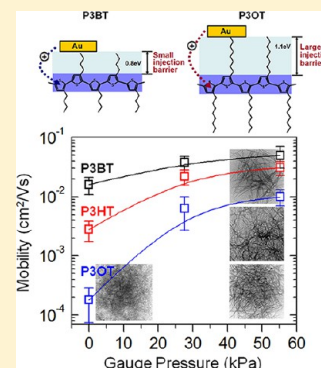 P3BT
P3OT
Au
Small injection barrier
0.8eV
Au
1.1eV
Large injection barrier
10⁻¹
10⁻²
10⁻³
10⁻⁴
Mobility (cm²/Vs)
P3BT
P3HT
P3OT
0 10 20 30 40 50 60
Gauge Pressure (kPa)